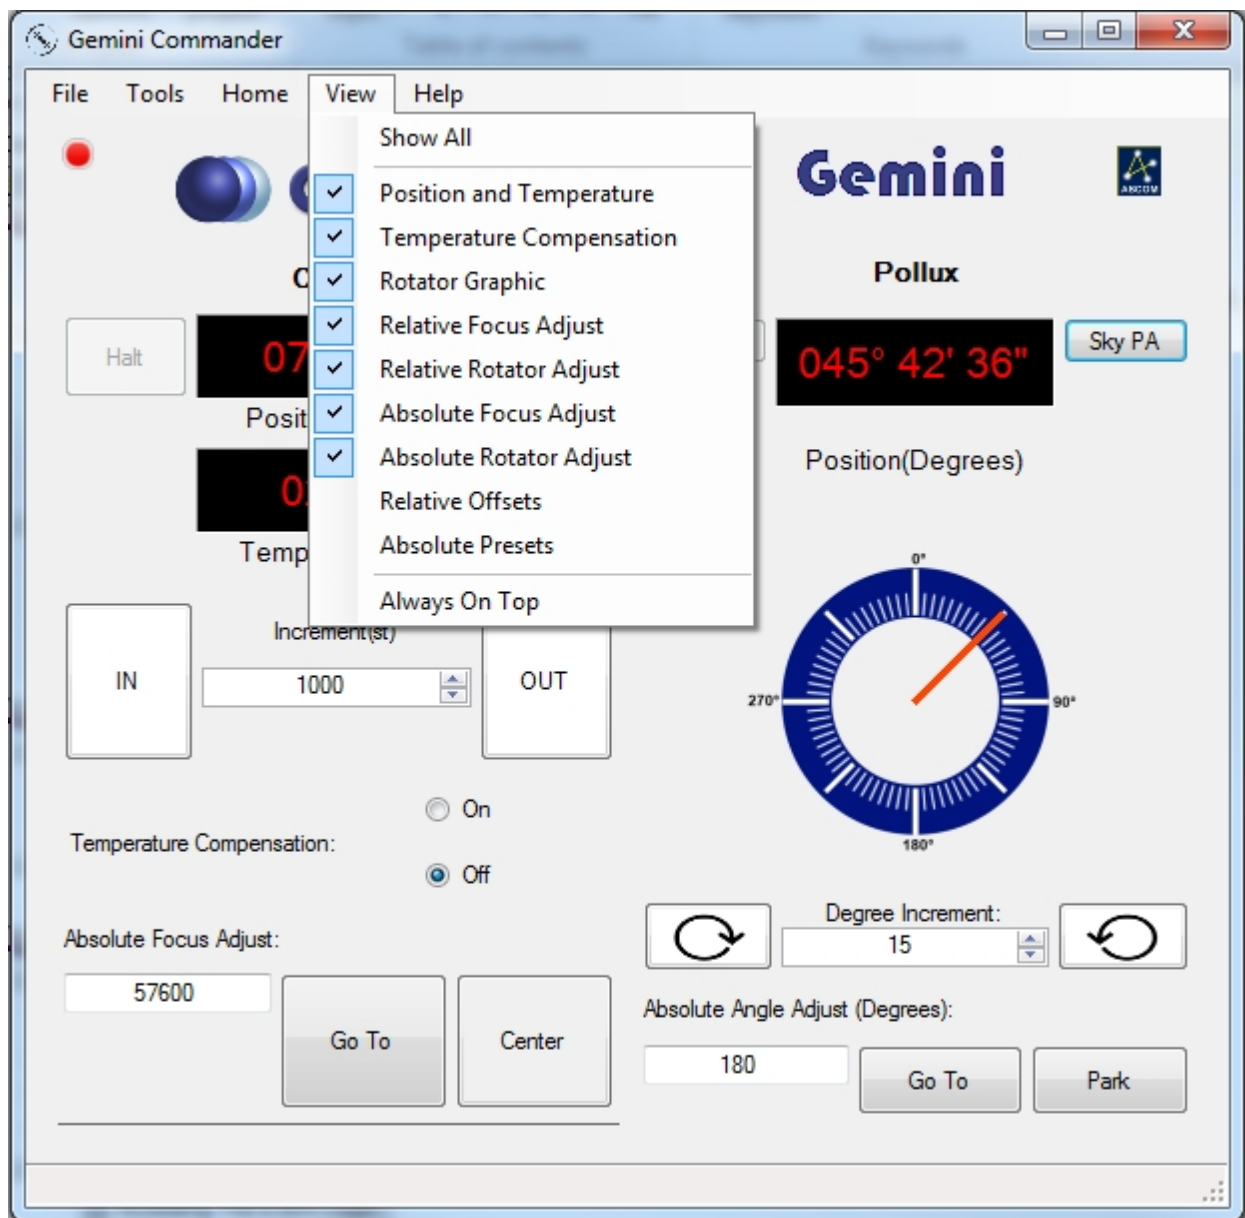 Gemini Commander
File Tools Home View Help
Show All
Position and Temperature
Temperature Compensation
Rotator Graphic
Relative Focus Adjust
Relative Rotator Adjust
Absolute Focus Adjust
Absolute Rotator Adjust
Relative Offsets
Absolute Presets
Always On Top
Gemini
ASCOM
Pollux
Halt
07
045° 42' 36"
Sky PA
Posit
Position(Degrees)
0
Temp
Increment(st)
IN
1000
OUT
0°
270°
90°
180°
Temperature Compensation:
On
Off
Absolute Focus Adjust:
57600
Go To
Center
Degree Increment:
15
Absolute Angle Adjust (Degrees):
180
Go To
Park